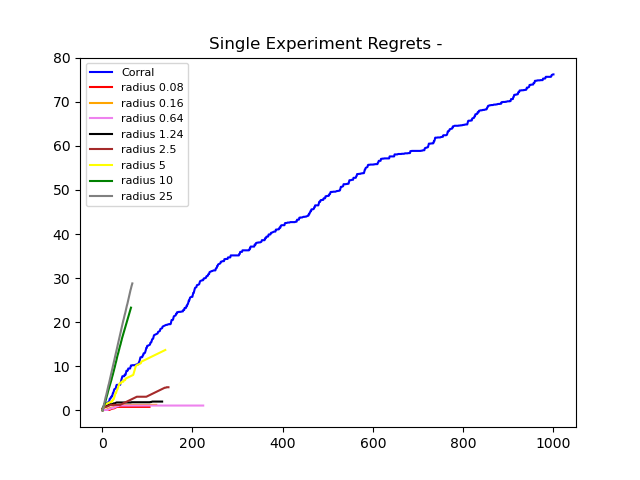 Single Experiment Regrets -
80
70
60
50
40
30
20
10
0
Corral
radius 0.08
radius 0.16
radius 0.64
radius 1.24
radius 2.5
radius 5
radius 10
radius 25
0 200 400 600 800 1000